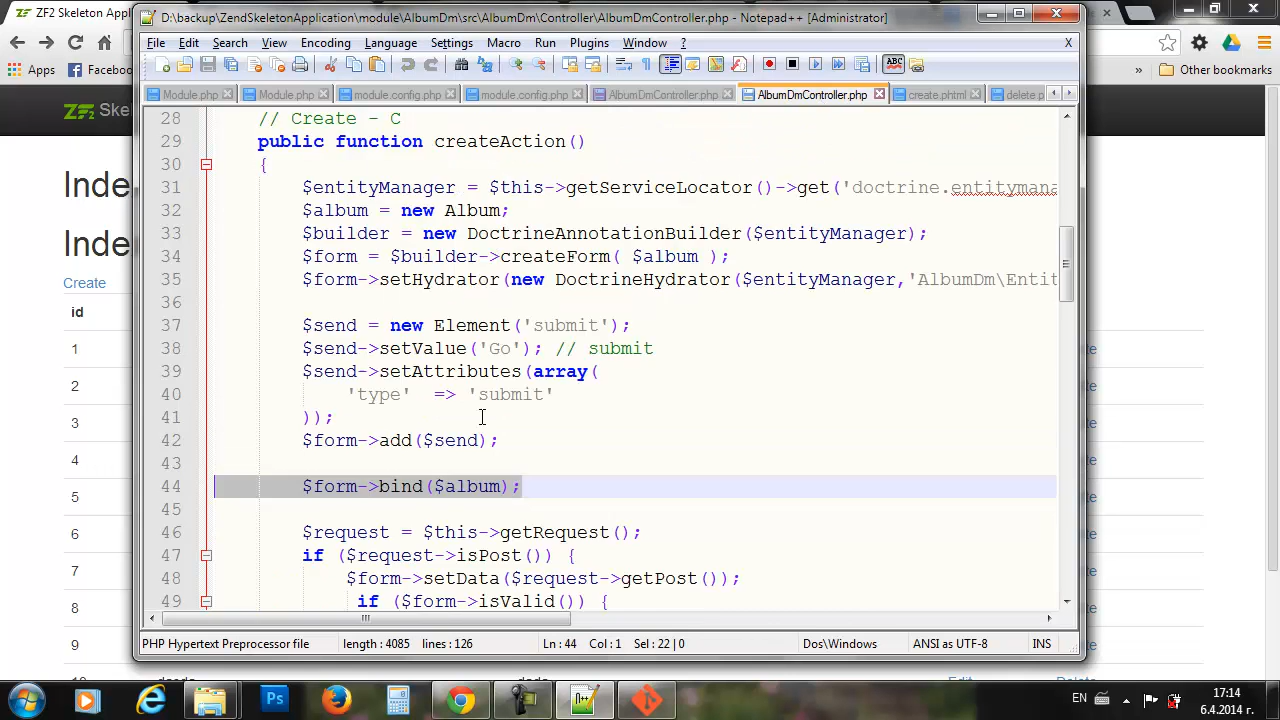 D:\backup\ZendSkeletonApplication\module\AlbumDm\src\AlbumDm\Controller\AlbumDmController.php - Notepad++ [Administrator]
File Edit Search View Encoding Language Settings Macro Run Plugins Window ? X
Apps Facebo » Other bookmarks
Module.php Module.php module.config.php module.config.php AlbumDmController.php AlbumDmController.php create.phtml delete.p
ZF2 Ske
Inde
Inde
Create
id
1
2
3
4
5
6
7
8
9
28 // Create - C
29 public function createAction()
30 {
31 $entityManager = $this->getServiceLocator()->get('doctrine.entitymana
32 $album = new Album;
33 $builder = new DoctrineAnnotationBuilder($entityManager);
34 $form = $builder->createForm( $album );
35 $form->setHydrator(new DoctrineHydrator($entityManager,'AlbumDm\Entit
36
37 $send = new Element('submit');
38 $send->setValue('Go'); // submit
39 $send->setAttributes(array(
40 'type' => 'submit'
41 ));
42 $form->add($send);
43
44 $form->bind($album);
45
46 $request = $this->getRequest();
47 if ($request->isPost()) {
48 $form->setData($request->getPost());
49 if ($form->isValid()) {
PHP Hypertext Preprocessor file length : 4085 lines : 126 Ln : 44 Col : 1 Sel : 22 | 0 Dos\Windows ANSI as UTF-8 INS
EN 17:14
6.4.2014 г.